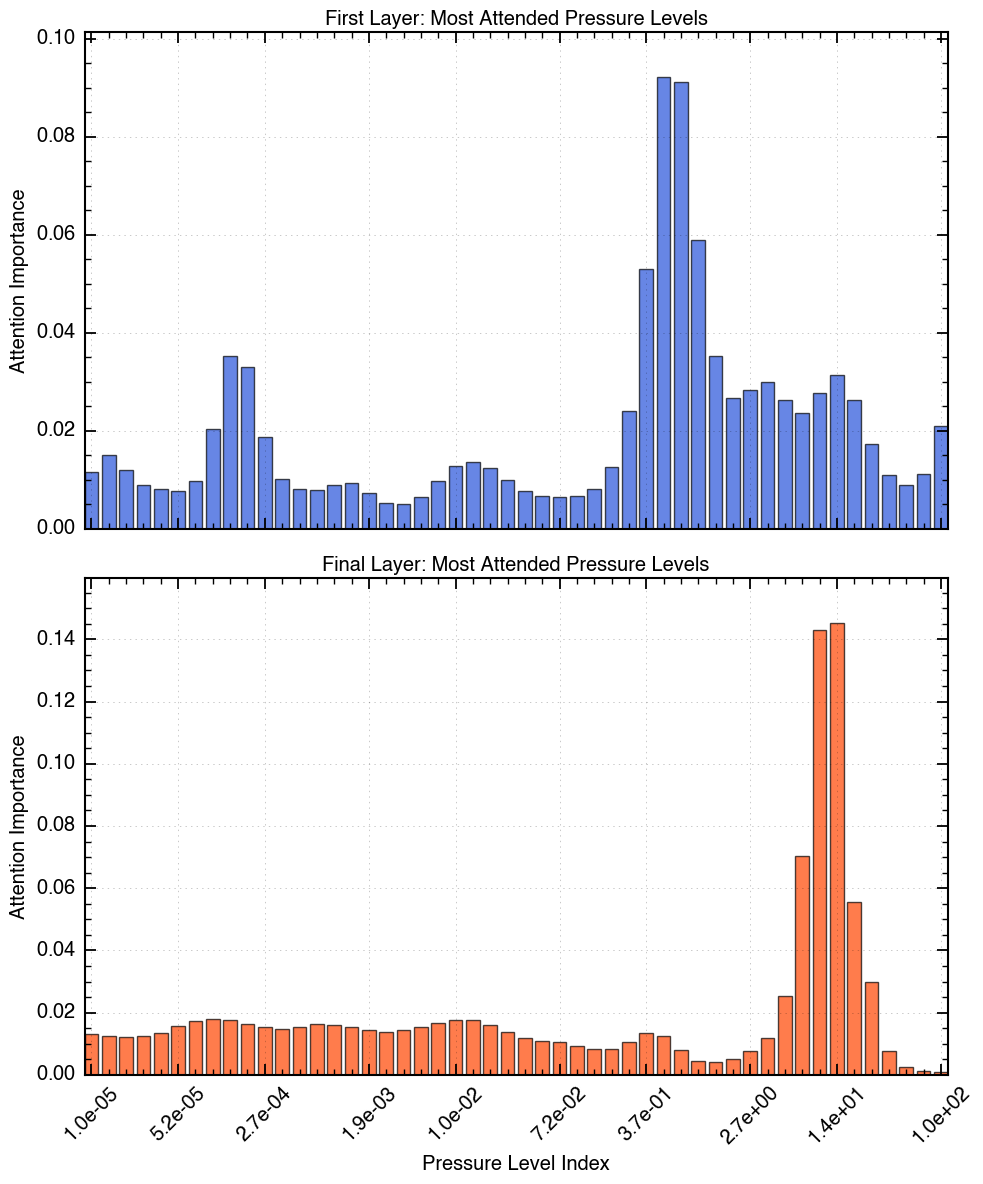 First Layer: Most Attended Pressure Levels
0.10
0.08
0.06
0.04
0.02
0.00
Attention Importance
Final Layer: Most Attended Pressure Levels
0.14
0.12
0.10
0.08
0.06
0.04
0.02
0.00
Attention Importance
1.0e-05
5.2e-05
2.7e-04
1.9e-03
1.0e-02
7.2e-02
3.7e-01
2.7e+00
1.4e+01
1.0e+02
Pressure Level Index